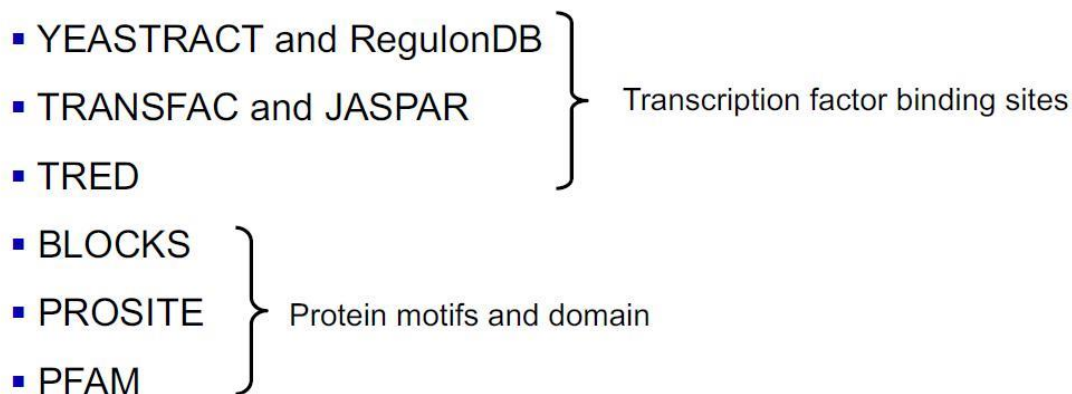 YEASTRACT and RegulonDB
TRANSFAC and JASPAR
Transcription factor binding sites
TRED
BLOCKS
PROSITE
Protein motifs and domain
PFAM